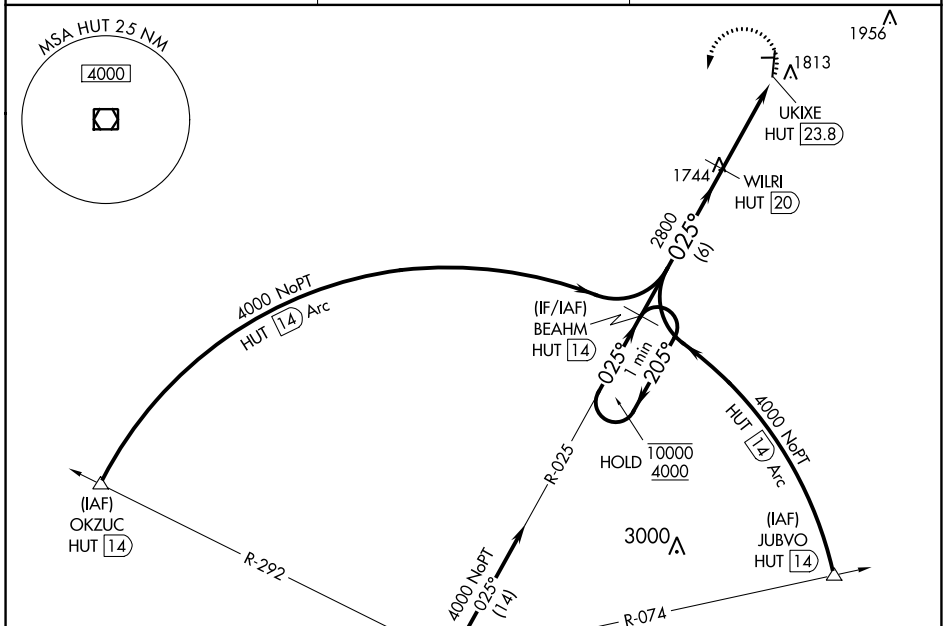 MSA HUT 25 NM
4000
1956
1813
UKIXE
HUT 23.8
1744
WILRI
HUT 20
2800
025°
(6)
4000 NoPT
HUT 14 Arc
(IF/IAF)
BEAHM
HUT 14
025°
1 min
205°
HOLD
10000
4000
4000 NoPT
HUT 14 Arc
R-025
(IAF)
OKZUC
HUT 14
R-292
3000
(IAF)
JUBVO
HUT 14
4000 NoPT
025°
(14)
R-074